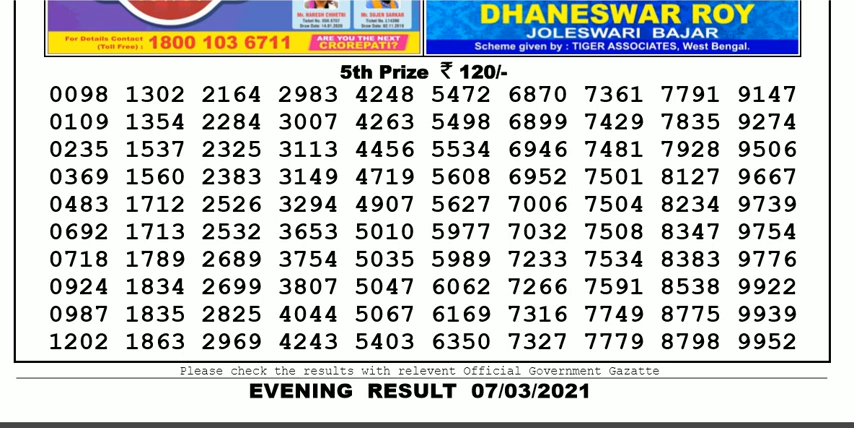 Mr. HARESH CHHETRI
Mr. SUJEN SARKAR
For Details Contact
(Toll Free) : 1800 103 6711
ARE YOU THE NEXT
CROREPATI?
DHANESWAR ROY
JOLESWARI BAJAR
Scheme given by : TIGER ASSOCIATES, West Bengal.
5th Prize ₹ 120/-
0098 1302 2164 2983 4248 5472 6870 7361 7791 9147
0109 1354 2284 3007 4263 5498 6899 7429 7835 9274
0235 1537 2325 3113 4456 5534 6946 7481 7928 9506
0369 1560 2383 3149 4719 5608 6952 7501 8127 9667
0483 1712 2526 3294 4907 5627 7006 7504 8234 9739
0692 1713 2532 3653 5010 5977 7032 7508 8347 9754
0718 1789 2689 3754 5035 5989 7233 7534 8383 9776
0924 1834 2699 3807 5047 6062 7266 7591 8538 9922
0987 1835 2825 4044 5067 6169 7316 7749 8775 9939
1202 1863 2969 4243 5403 6350 7327 7779 8798 9952
Please check the results with relevent Official Government Gazatte
EVENING RESULT 07/03/2021